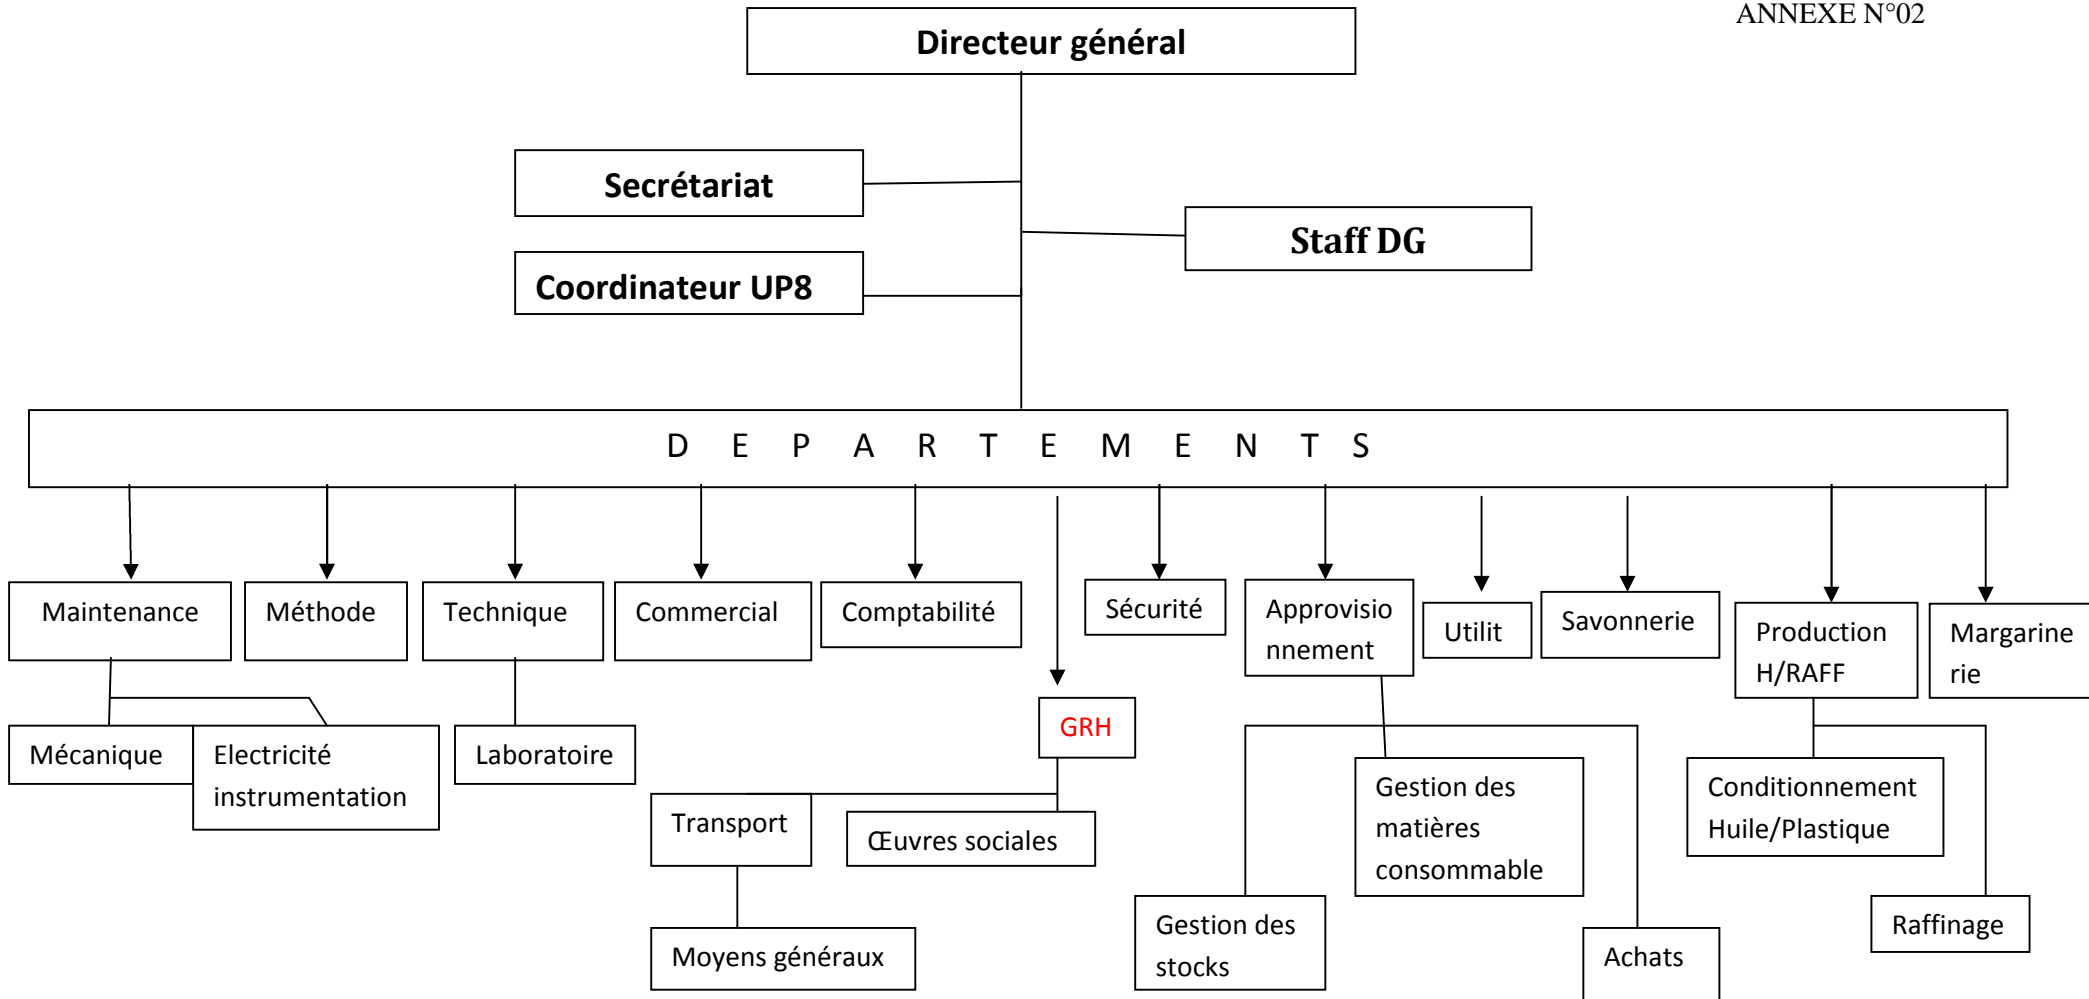 ANNEXE N°02
Directeur général
Secrétariat
Staff DG
Coordinateur UP8
D E P A R T E M E N T S
Maintenance
Méthode
Technique
Commercial
Comptabilité
Sécurité
Approvisio
nnement
Utilit
Savonnerie
Production
H/RAFF
Margarine
rie
Mécanique
Electricité
instrumentation
Laboratoire
GRH
Transport
Œuvres sociales
Gestion des
matières
consommable
Conditionnement
Huile/Plastique
Moyens généraux
Gestion des
stocks
Achats
Raffinage